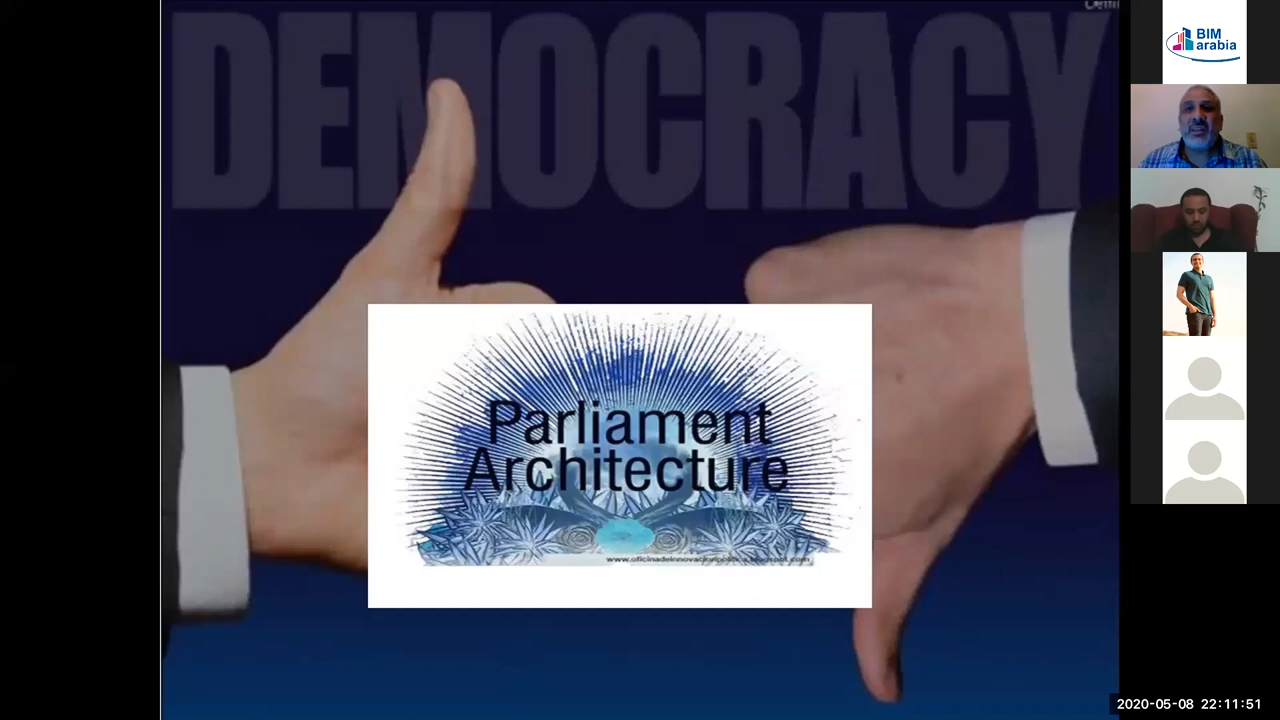 DEMOCRACY
Parliament
Architecture
BIM
arabia
2020-05-08 22:11:51